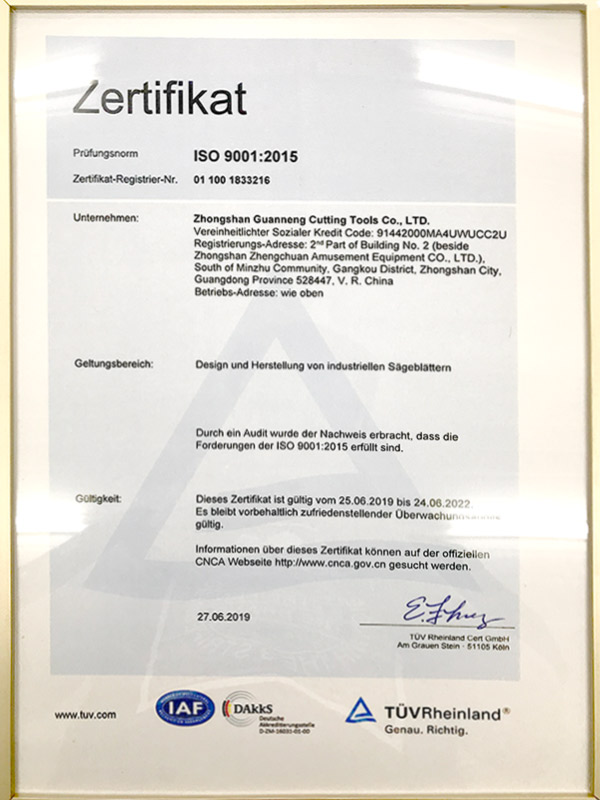 Zertifikat
Prüfungsnorm ISO 9001:2015
Zertifikat-Registrier-Nr. 01 100 1833216
Unternehmen: Zhongshan Guanneng Cutting Tools Co., LTD.
Vereinheitlichter Sozialer Kredit Code: 91442000MA4UWUCC2U
Registrierungs-Adresse: 2nd Part of Building No. 2 (beside
Zhongshan Zhengchuan Amusement Equipment CO., LTD.),
South of Minzhu Community, Gangkou District, Zhongshan City,
Guangdong Province 528447, V. R. China
Betriebs-Adresse: wie oben
Geltungsbereich: Design und Herstellung von industriellen Sägeblättern
Durch ein Audit wurde der Nachweis erbracht, dass die
Forderungen der ISO 9001:2015 erfüllt sind.
Gültigkeit: Dieses Zertifikat ist gültig vom 25.06.2019 bis 24.06.2022.
Es bleibt vorbehaltlich zufriedenstellender
gültig.
Informationen über dieses Zertifikat können auf der offiziellen
CNCA Webseite http://www.cnca.gov.cn gesucht werden.
27.06.2019
TÜV Rheinland Cert GmbH
Am Grauen Stein · 51105 Köln
www.tuv.com
IAF
DAkkS
Deutsche
Akkreditierungsstelle
D-ZM-16031-01-00
TÜVRheinland®
Genau. Richtig.